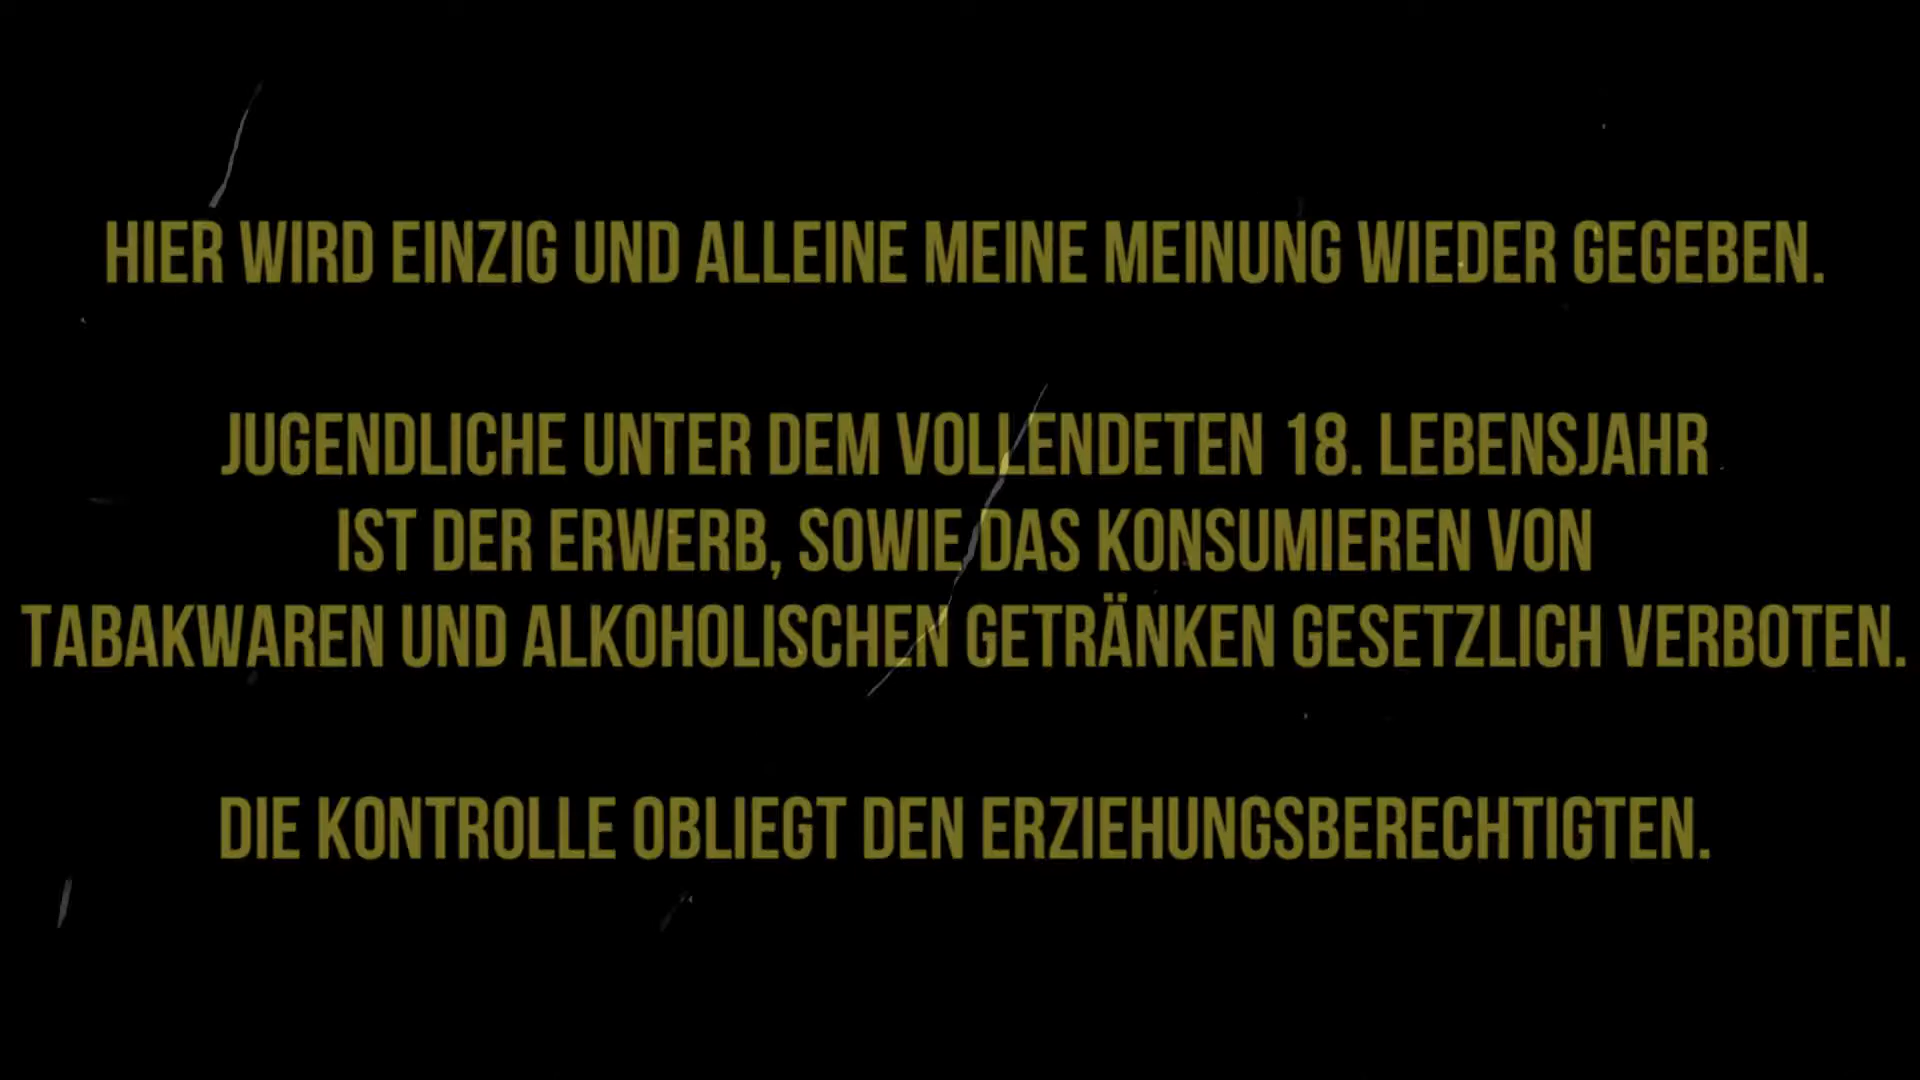 HIER WIRD EINZIG UND ALLEINE MEINE MEINUNG WIEDER GEGEBEN.
JUGENDLICHE UNTER DEM VOLLENDETEN 18. LEBENSJAHR
IST DER ERWERB, SOWIE DAS KONSUMIEREN VON
TABAKWAREN UND ALKOHOLISCHEN GETRÄNKEN GESETZLICH VERBOTEN.
DIE KONTROLLE OBLIEGT DEN ERZIEHUNGSBERECHTIGTEN.